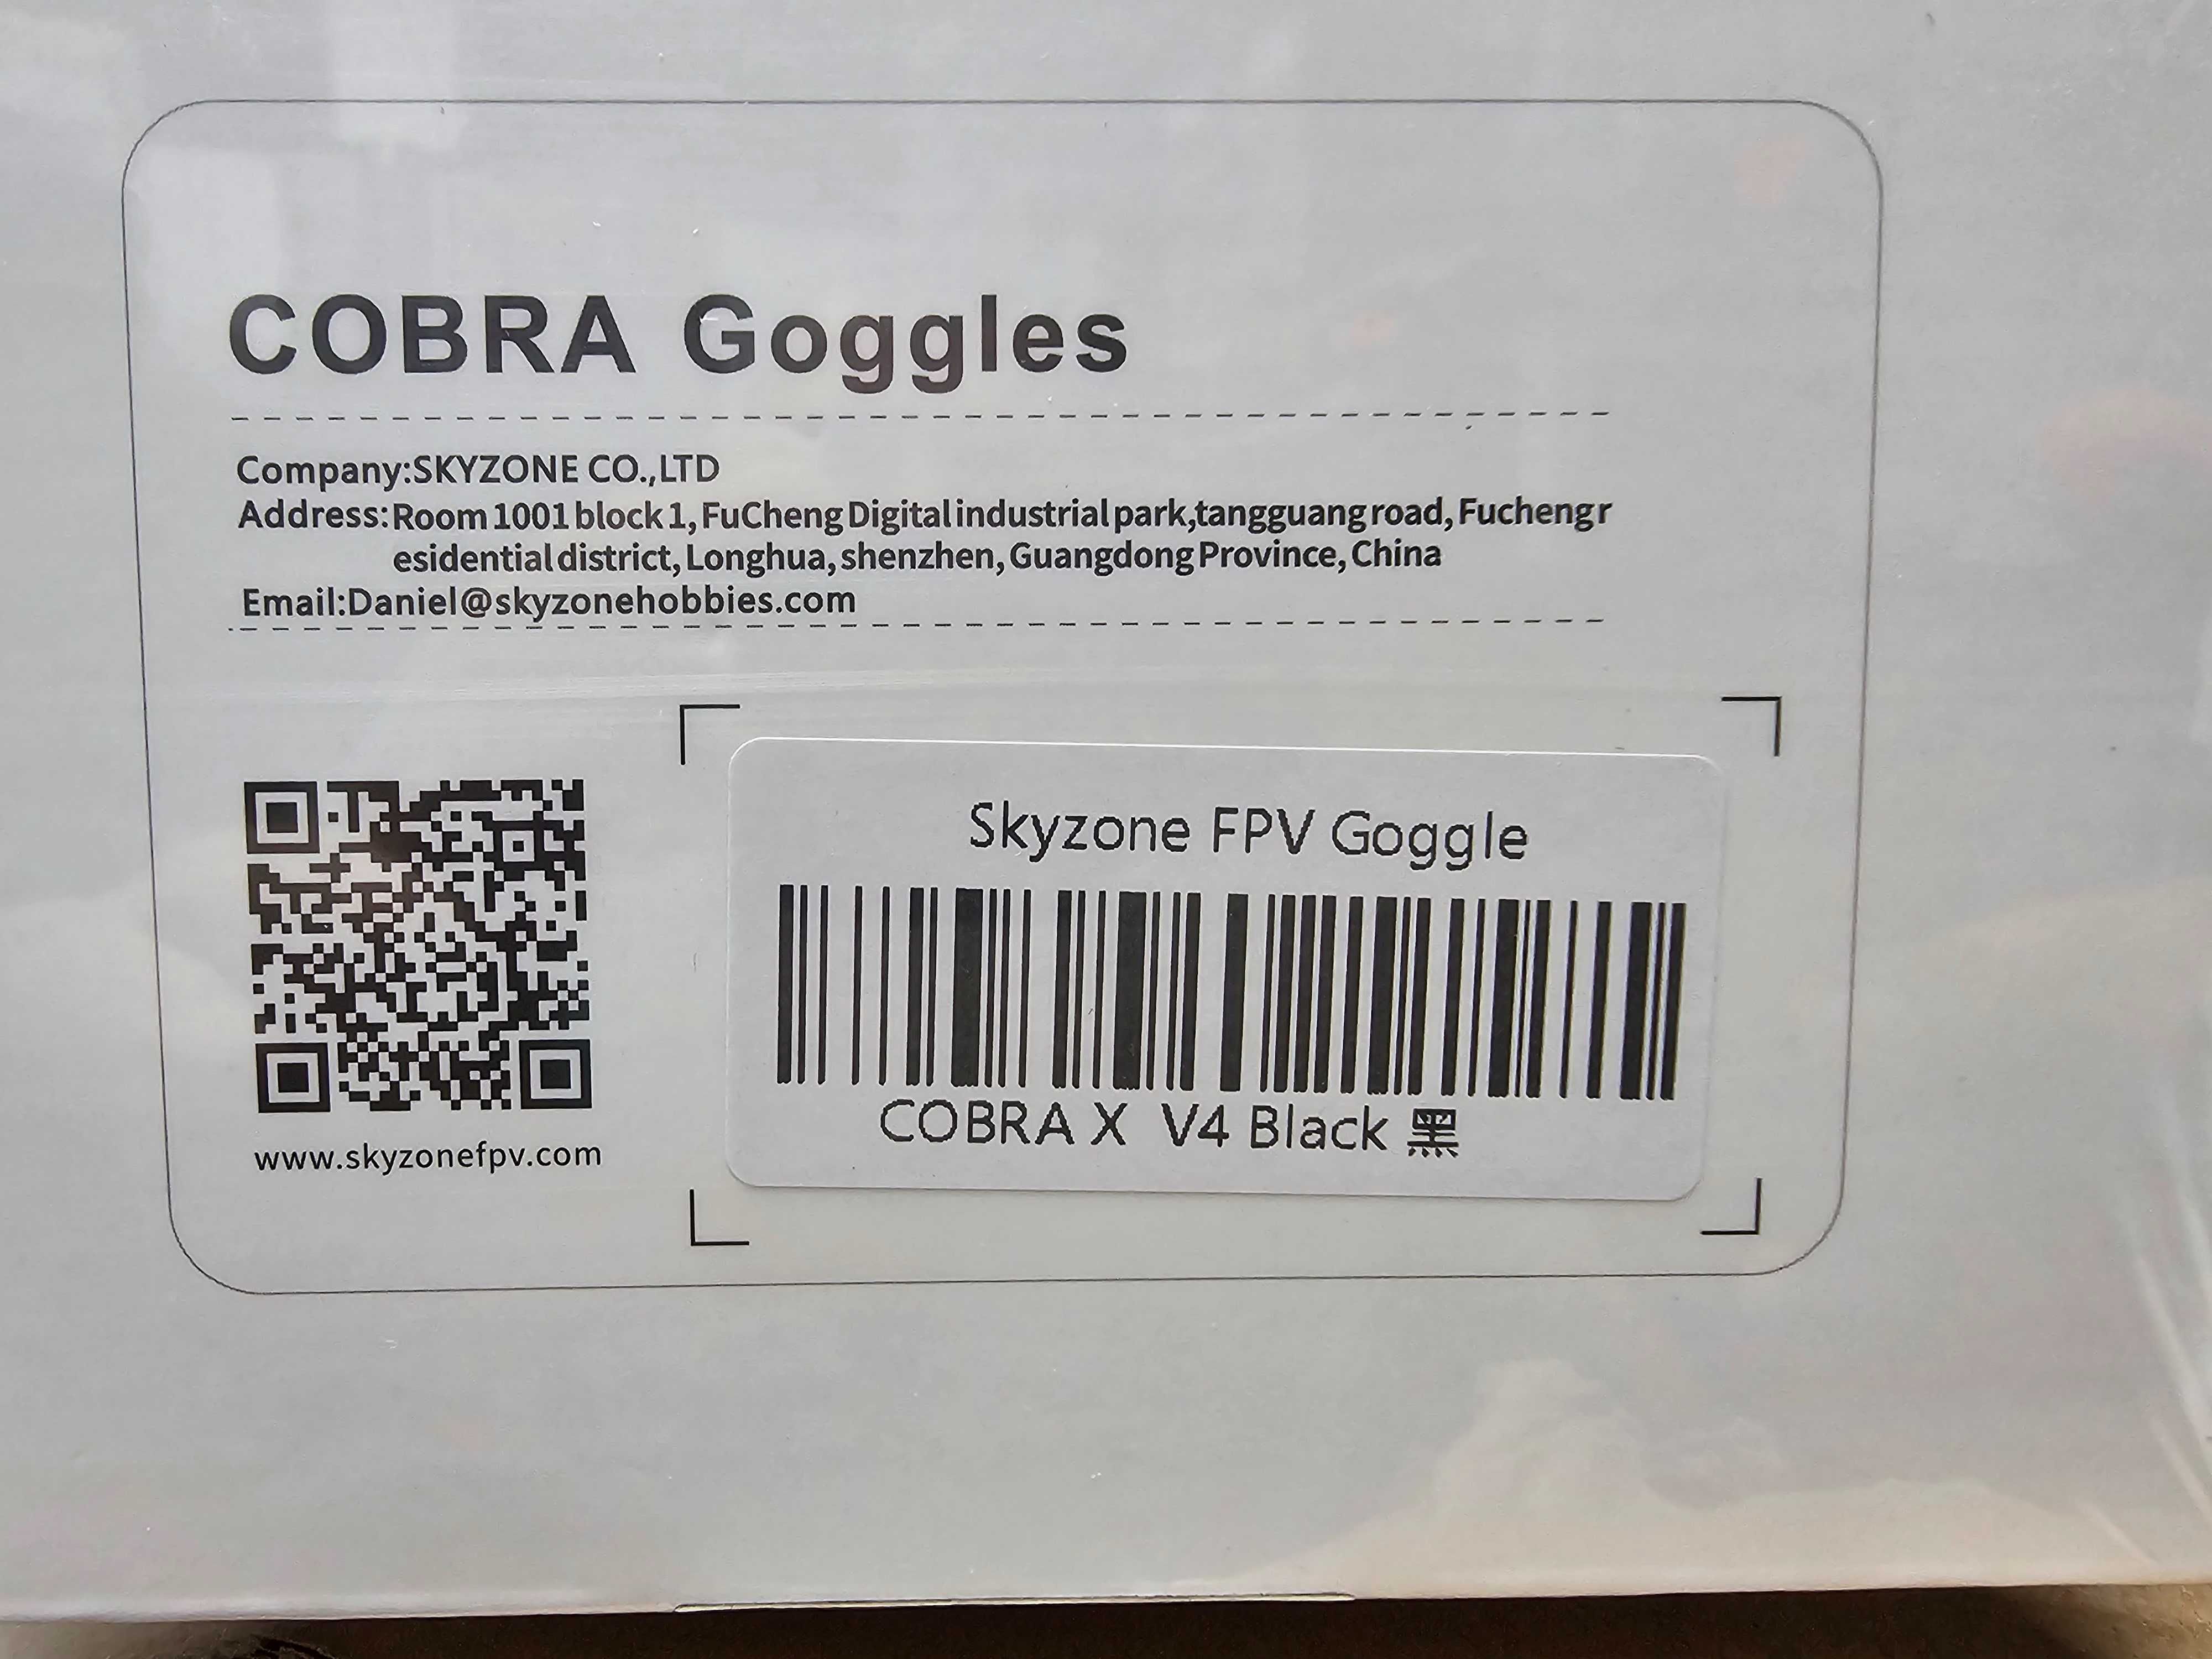 COBRA Goggles
Company:SKYZONE CO.,LTD
Address:Room 1001 block 1, FuCheng Digital industrial park,tangguang road, Fucheng r
esidential district, Longhua, shenzhen, Guangdong Province, China
Email:Daniel@skyzonehobbies.com
Skyzone FPV Goggle
COBRA X V4 Black 黑
www.skyzonefpv.com